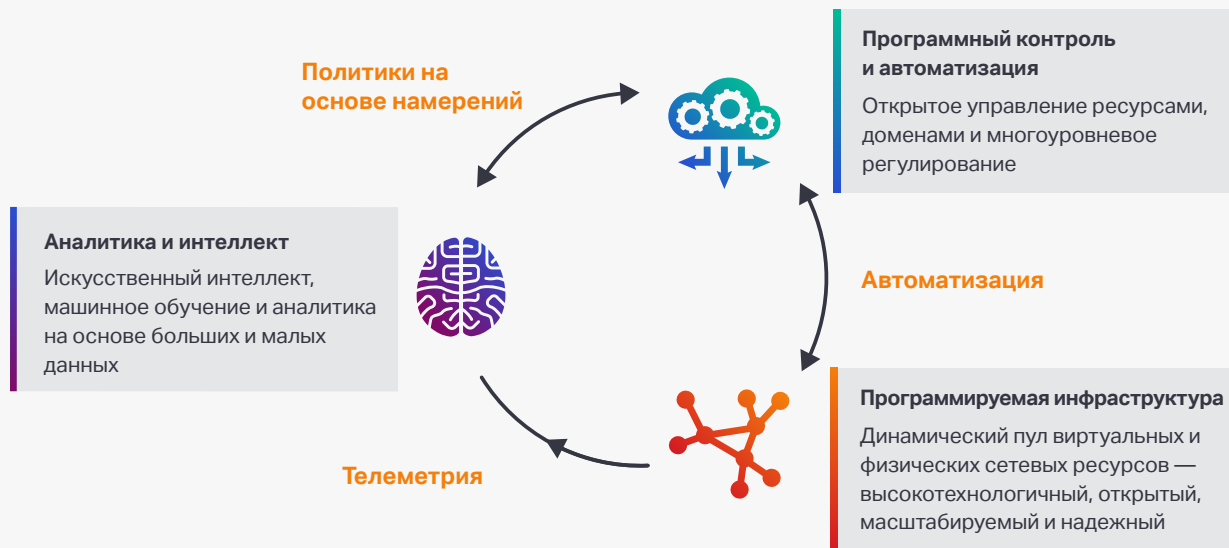 Политики на
основе намерений
Программный контроль
и автоматизация
Открытое управление ресурсами,
доменами и многоуровневое
регулирование
Аналитика и интеллект
Искусственный интеллект,
машинное обучение и аналитика
на основе больших и малых
данных
Автоматизация
Телеметрия
Программируемая инфраструктура
Динамический пул виртуальных и
физических сетевых ресурсов —
высокотехнологичный, открытый,
масштабируемый и надежный